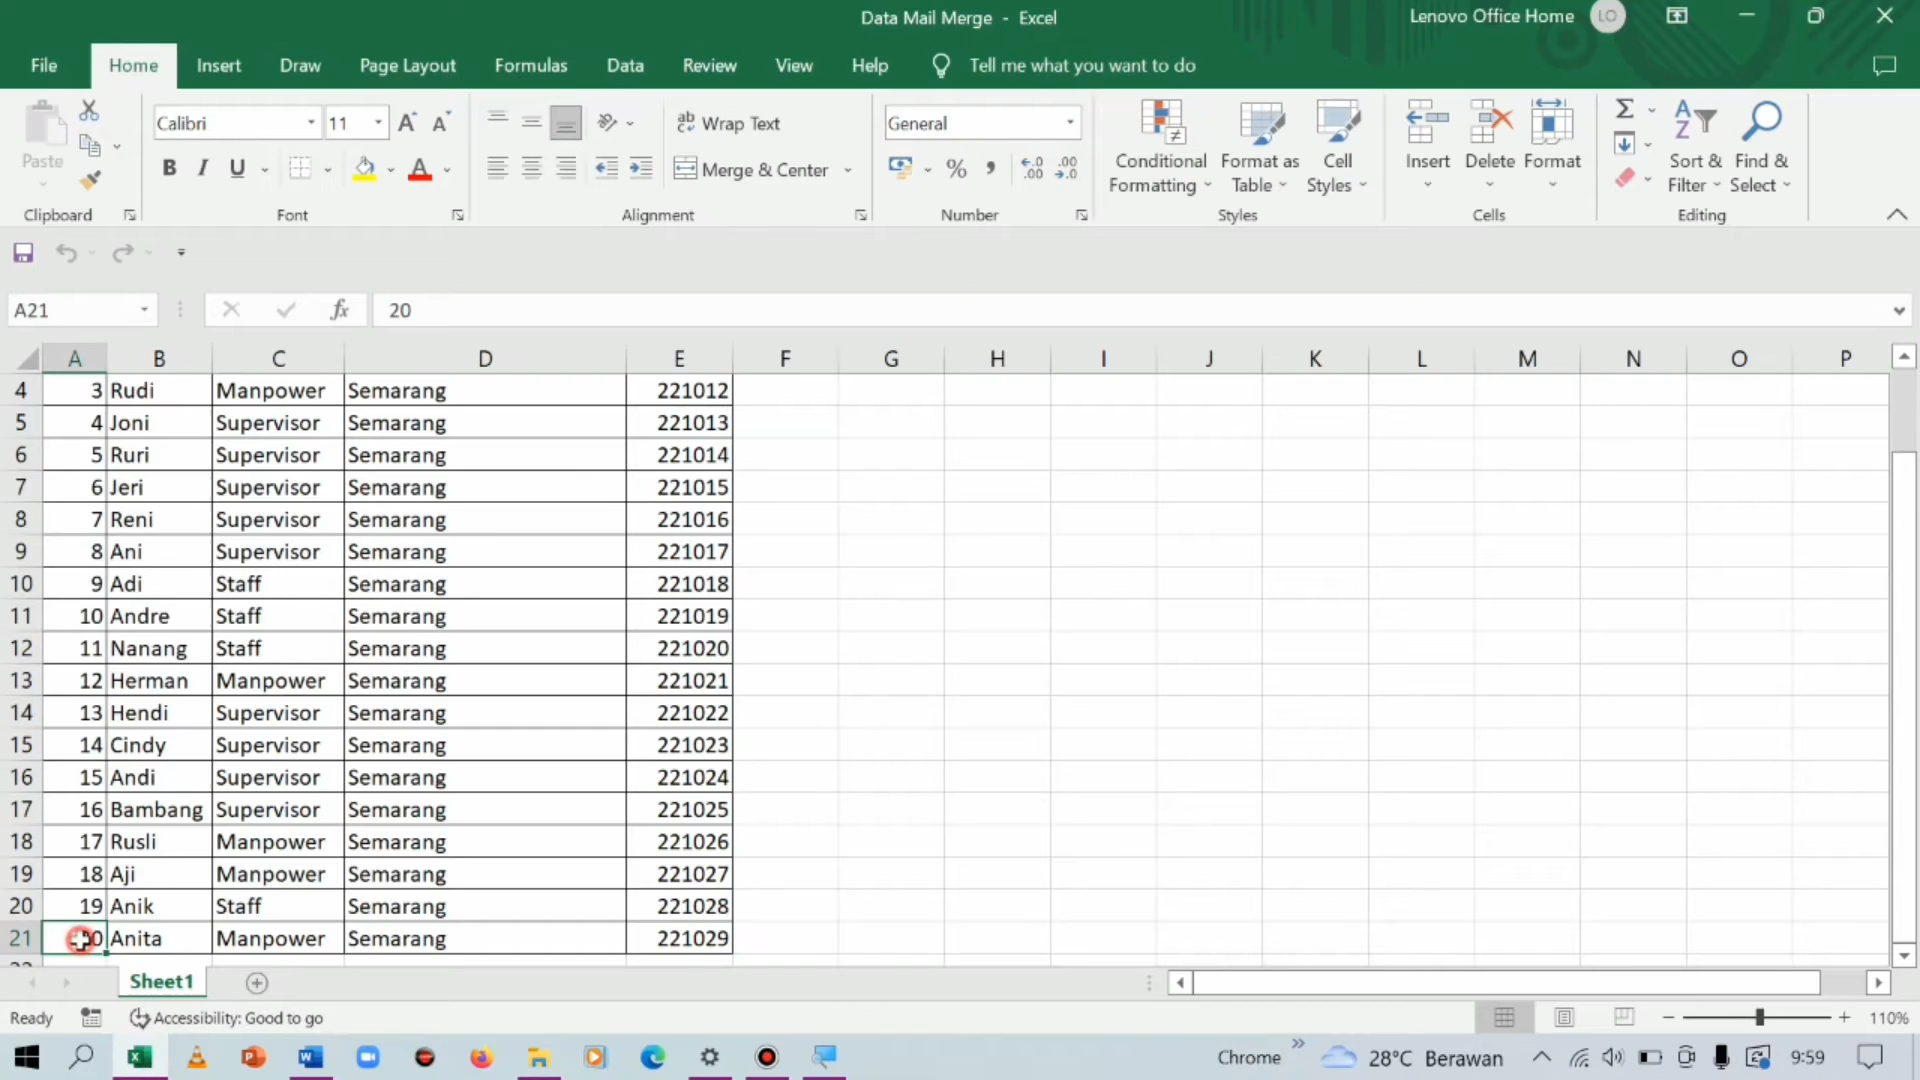 Data Mail Merge - Excel
Lenovo Office Home LO
File Home Insert Draw Page Layout Formulas Data Review View Help Tell me what you want to do
Paste
Clipboard
Calibri 11
B I U
Font
Wrap Text
Merge & Center
Alignment
General
Number
Conditional Formatting
Format as Table
Cell Styles
Styles
Insert Delete Format
Cells
Sort & Filter
Find & Select
Editing
A21 fx 20
A B C D E F G H I J K L M N O P
4 3 Rudi Manpower Semarang 221012
5 4 Joni Supervisor Semarang 221013
6 5 Ruri Supervisor Semarang 221014
7 6 Jeri Supervisor Semarang 221015
8 7 Reni Supervisor Semarang 221016
9 8 Ani Supervisor Semarang 221017
10 9 Adi Staff Semarang 221018
11 10 Andre Staff Semarang 221019
12 11 Nanang Staff Semarang 221020
13 12 Herman Manpower Semarang 221021
14 13 Hendi Supervisor Semarang 221022
15 14 Cindy Supervisor Semarang 221023
16 15 Andi Supervisor Semarang 221024
17 16 Bambang Supervisor Semarang 221025
18 17 Rusli Manpower Semarang 221026
19 18 Aji Manpower Semarang 221027
20 19 Anik Staff Semarang 221028
21 20 Anita Manpower Semarang 221029
Sheet1
Ready Accessibility: Good to go 110%
Chrome 28°C Berawan 9:59